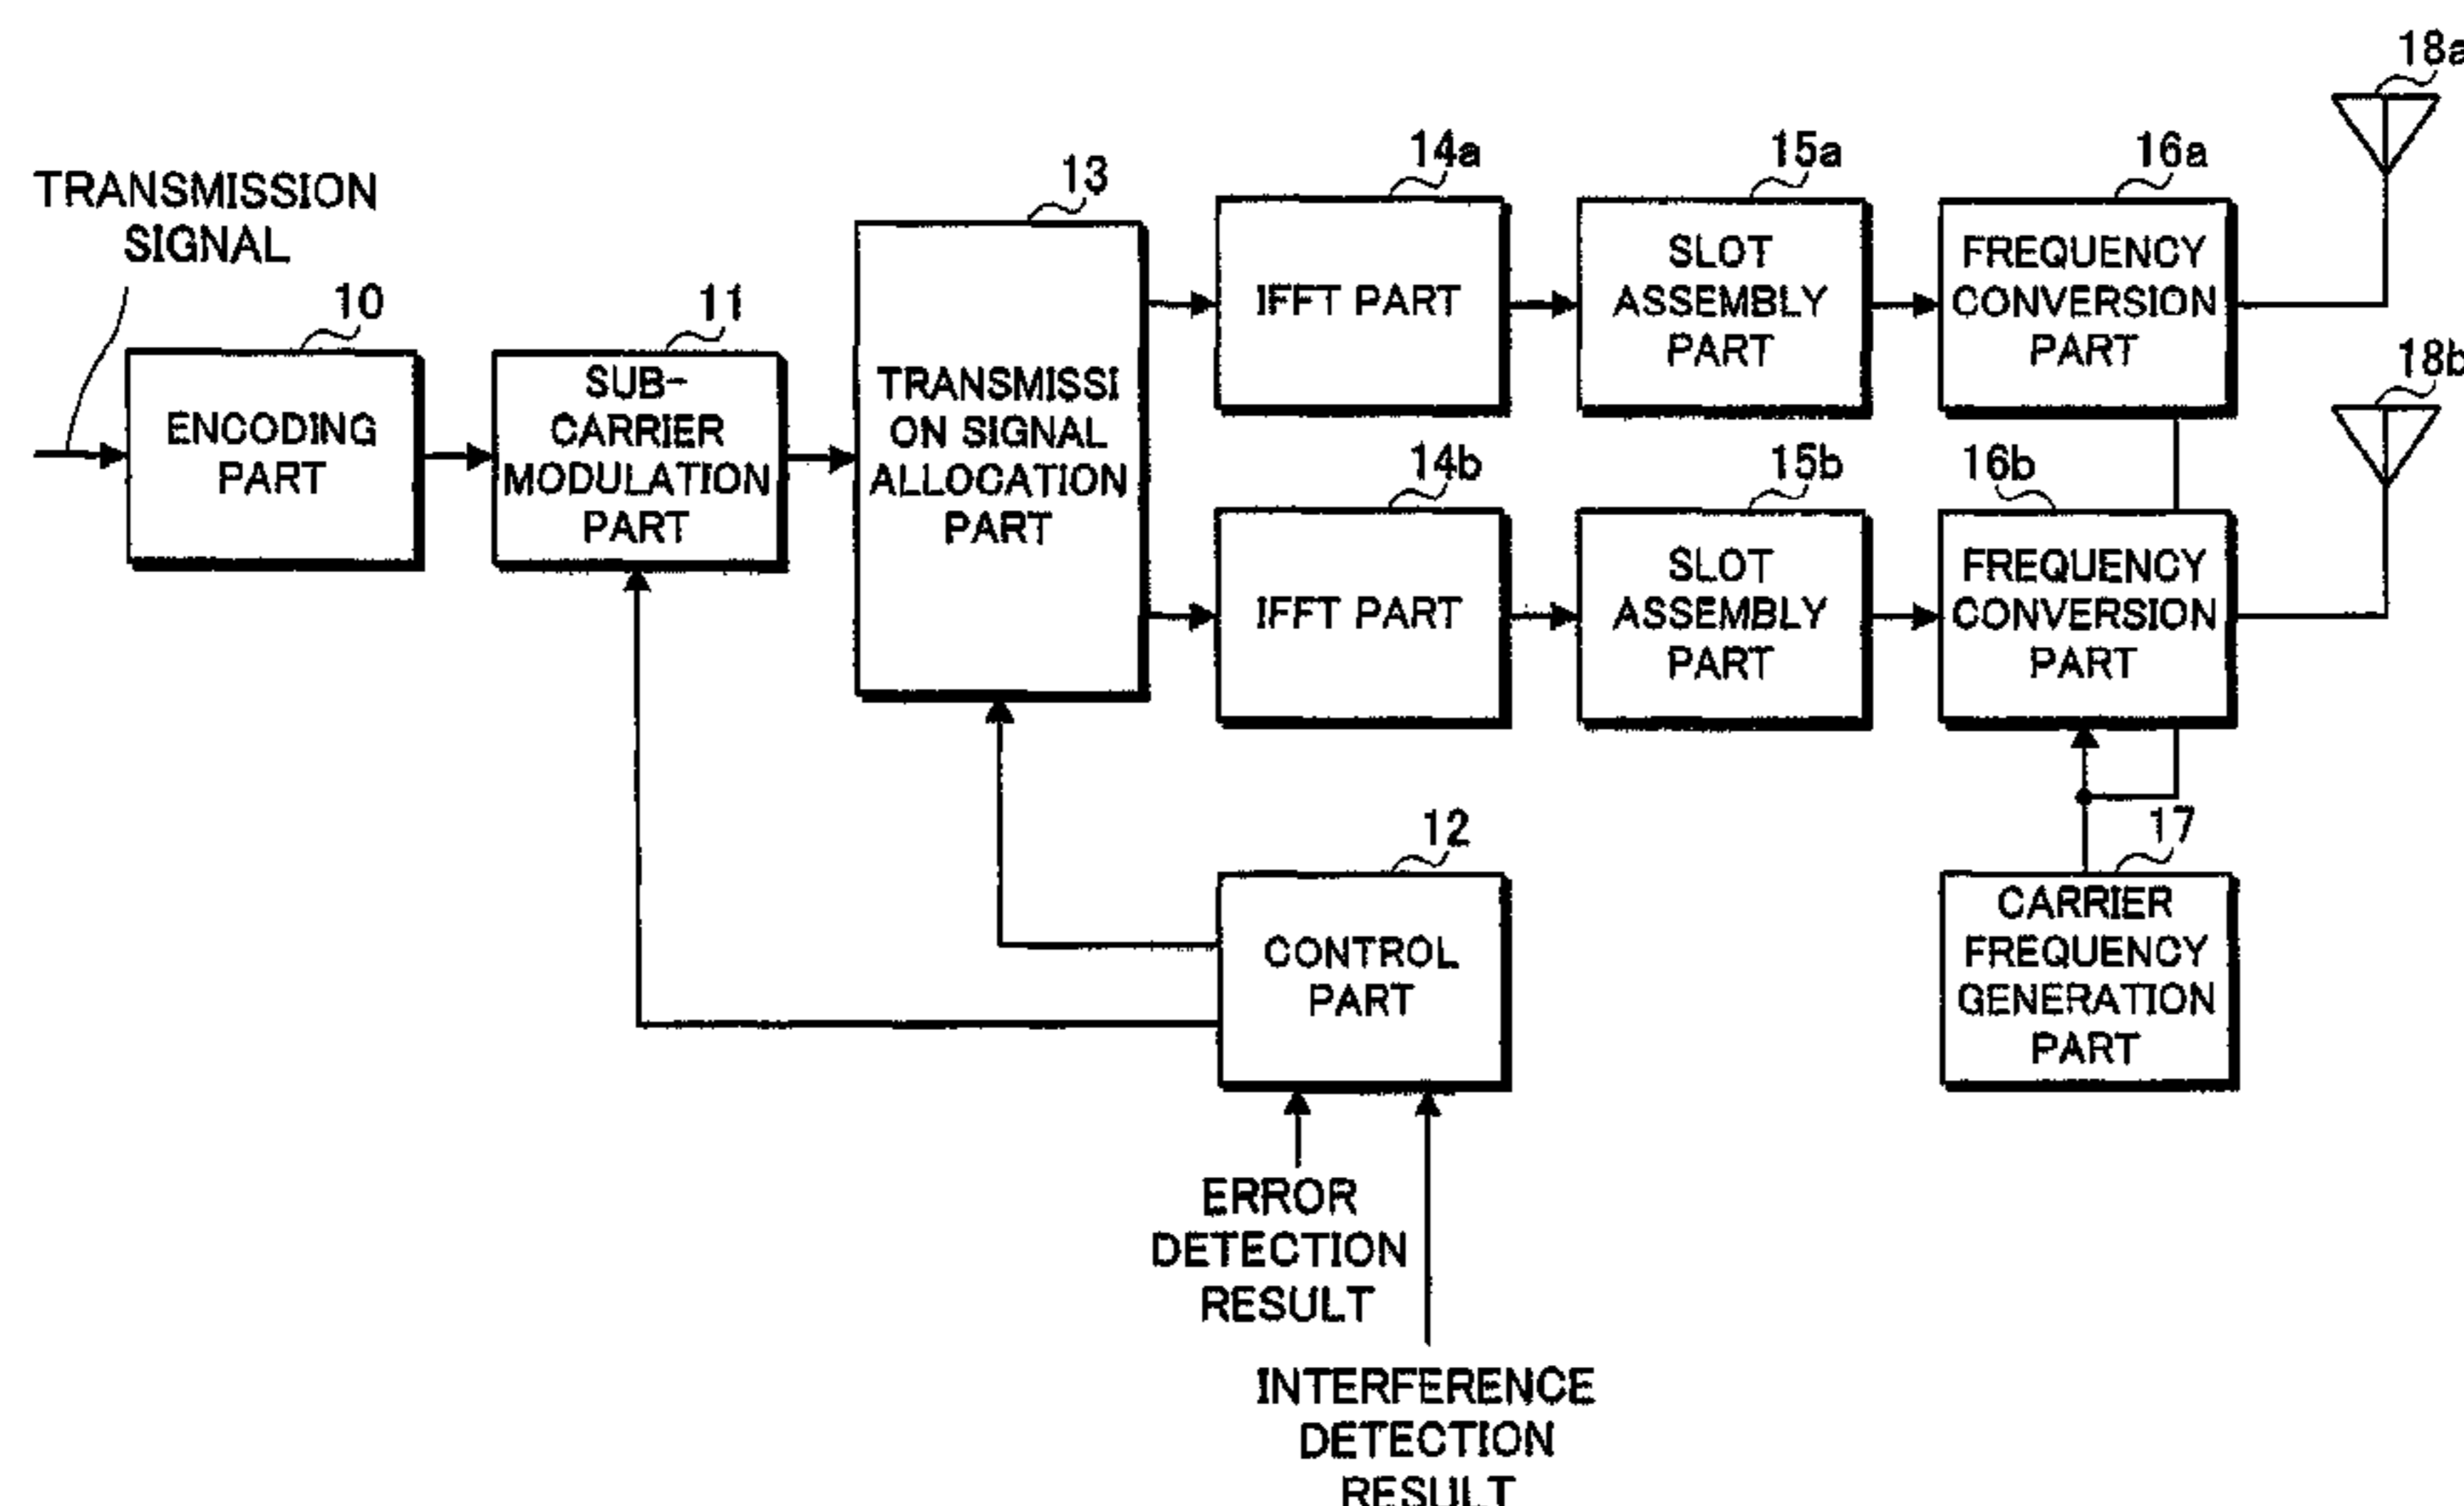 18a
14a
15a
16a
13
TRANSMISSION
SIGNAL
10
11
IFFT PART
SLOT
ASSEMBLY
PART
FREQUENCY
CONVERSION
PART
18b
ENCODING
PART
SUB-
CARRIER
MODULATION
PART
TRANSMISSI
ON SIGNAL
ALLOCATION
PART
14b
15b
16b
IFFT PART
SLOT
ASSEMBLY
PART
FREQUENCY
CONVERSION
PART
12
17
CONTROL
PART
CARRIER
FREQUENCY
GENERATION
PART
ERROR
DETECTION
RESULT
INTERFERENCE
DETECTION
RESULT